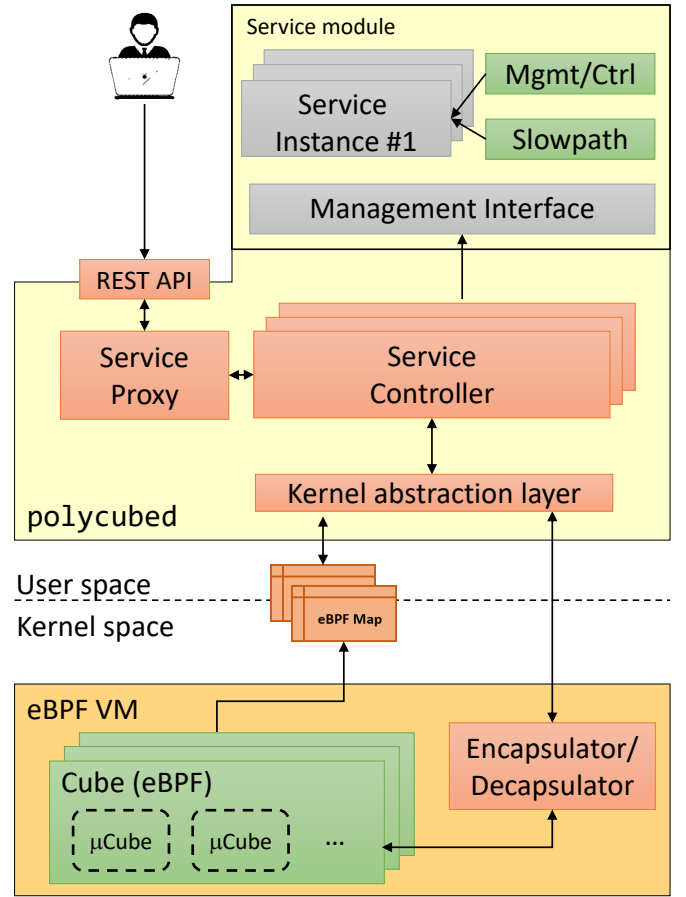 Service module
Mgmt/Ctrl
Service
Instance #1
Slowpath
Management Interface
REST API
Service
Proxy
Service
Controller
Kernel abstraction layer
polycubed
User space
Kernel space
eBPF Map
eBPF VM
Encapsulator/
Decapsulator
Cube (eBPF)
μCube
μCube
...